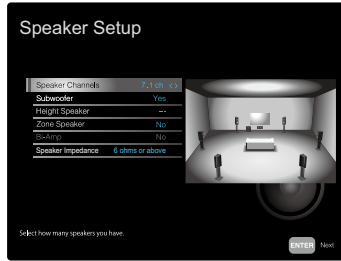 Speaker Setup
Speaker Channels 7.1 ch <>
Subwoofer Yes
Height Speaker ---
Zone Speaker No
Bi-Amp No
Speaker Impedance 6 ohms or above
Select how many speakers you have.
ENTER Next